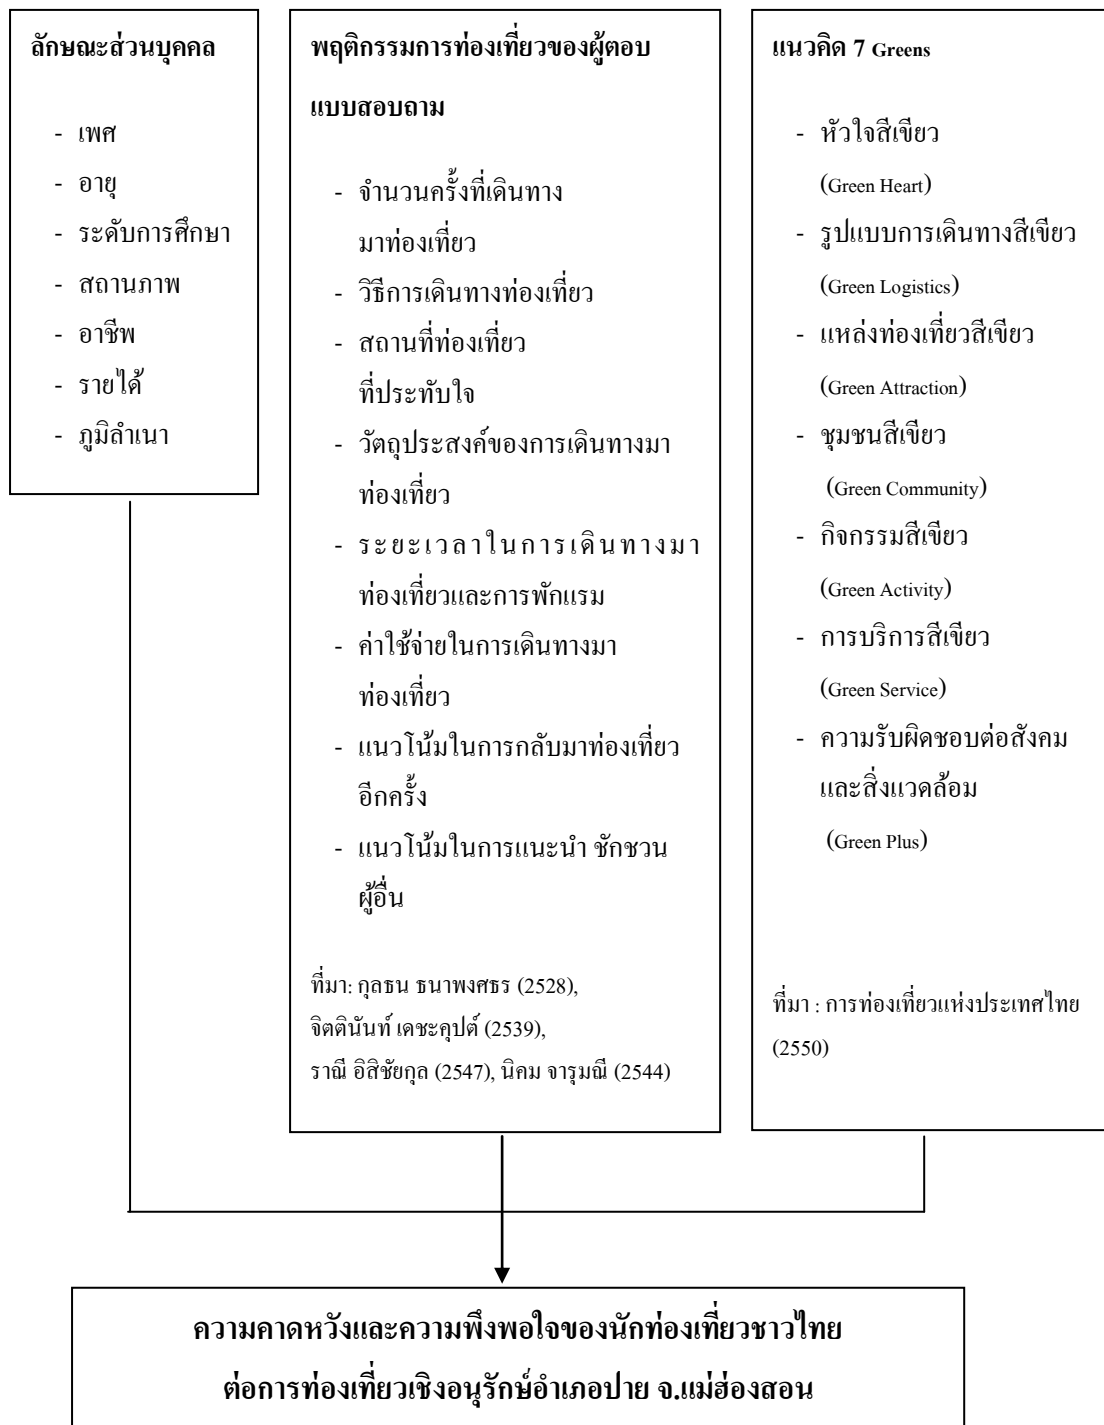 ลักษณะส่วนบุคคล
- เพศ
- อายุ
- ระดับการศึกษา
- สถานภาพ
- อาชีพ
- รายได้
- ภูมิลำเนา
พฤติกรรมการท่องเที่ยวของผู้ตอบ
แบบสอบถาม
- จำนวนครั้งที่เดินทาง
มาท่องเที่ยว
- วิธีการเดินทางท่องเที่ยว
- สถานที่ท่องเที่ยว
ที่ประทับใจ
- วัตถุประสงค์ของการเดินทางมา
ท่องเที่ยว
- ระยะเวลาในการเดินทางมา
ท่องเที่ยวและการพักแรม
- ค่าใช้จ่ายในการเดินทางมา
ท่องเที่ยว
- แนวโน้มในการกลับมาท่องเที่ยว
อีกครั้ง
- แนวโน้มในการแนะนำ ชักชวน
ผู้อื่น
ที่มา: กุลธน ธนาพงศธร (2528),
จิตตินันท์ เดชะคุปต์ (2539),
ราณี อิสิชัยกุล (2547), นิคม จารุมณี (2544)
แนวคิด 7 Greens
- หัวใจสีเขียว
(Green Heart)
- รูปแบบการเดินทางสีเขียว
(Green Logistics)
- แหล่งท่องเที่ยวสีเขียว
(Green Attraction)
- ชุมชนสีเขียว
(Green Community)
- กิจกรรมสีเขียว
(Green Activity)
- การบริการสีเขียว
(Green Service)
- ความรับผิดชอบต่อสังคม
และสิ่งแวดล้อม
(Green Plus)
ที่มา : การท่องเที่ยวแห่งประเทศไทย
(2550)
ความคาดหวังและความพึงพอใจของนักท่องเที่ยวชาวไทย
ต่อการท่องเที่ยวเชิงอนุรักษ์อำเภอปาย จ.แม่ฮ่องสอน